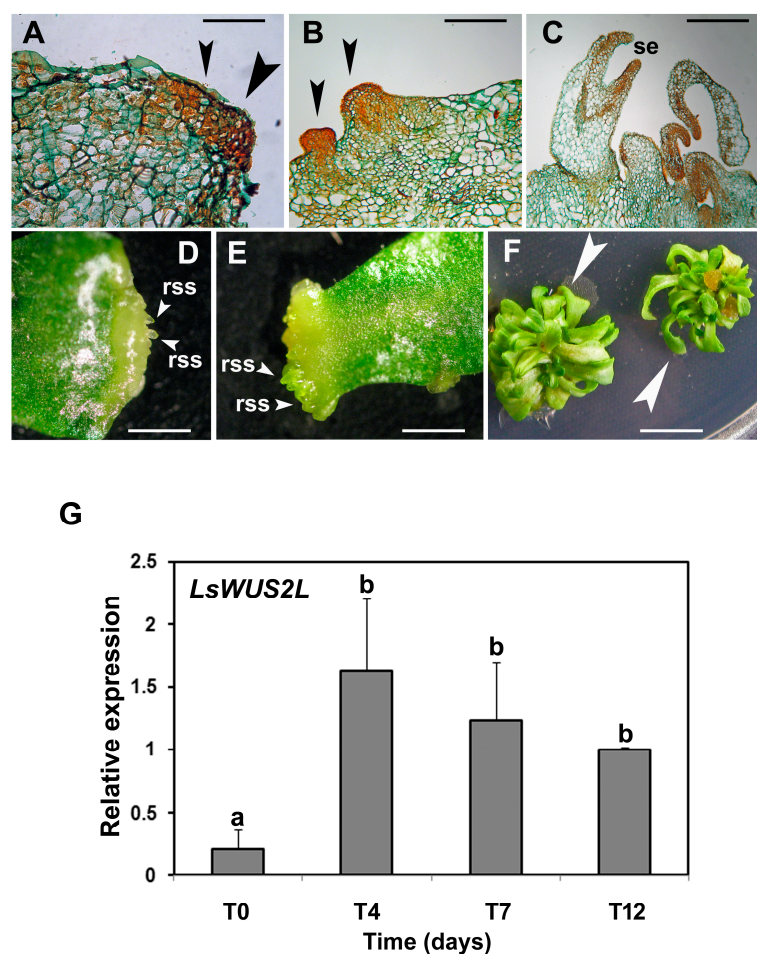 A
B
C
se
D
rss
rss
E
rss
rss
F
G
LsWUS2L
Relative expression
2.5
2
1.5
1
0.5
0
a
b
b
b
T0
T4
T7
T12
Time (days)